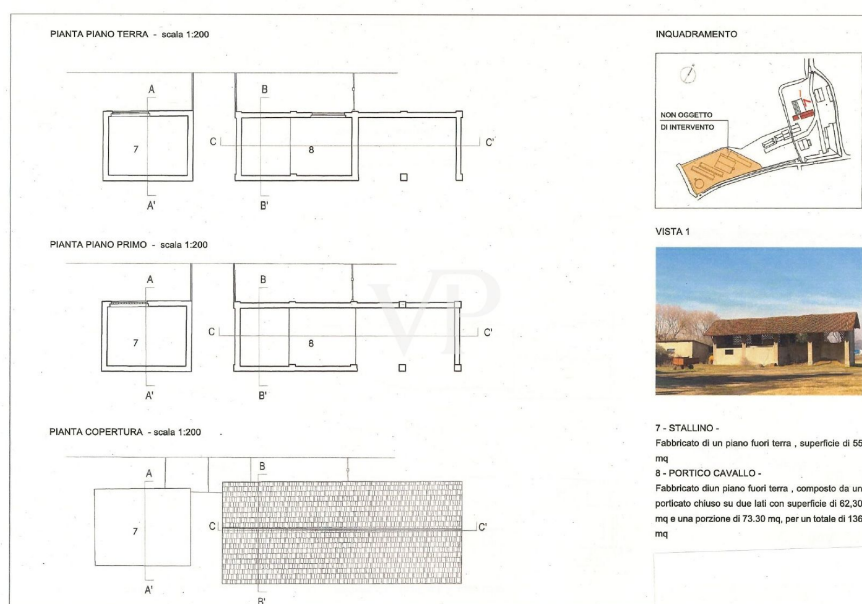 PIANTA PIANO TERRA - scala 1:200
A
B
7
8
C
C'
A'
B'
PIANTA PIANO PRIMO - scala 1:200
A
B
7
8
C
C'
A'
B'
PIANTA COPERTURA - scala 1:200
A
B
7
C
C'
A'
B'
VP
INQUADRAMENTO
NON OGGETTO
DI INTERVENTO
VISTA 1
7 - STALLINO -
Fabbricato di un piano fuori terra , superficie di 55
mq
8 - PORTICO CAVALLO -
Fabbricato diun piano fuori terra , composto da un
porticato chiuso su due lati con superficie di 62,30
mq e una porzione di 73.30 mq, per un totale di 136
mq